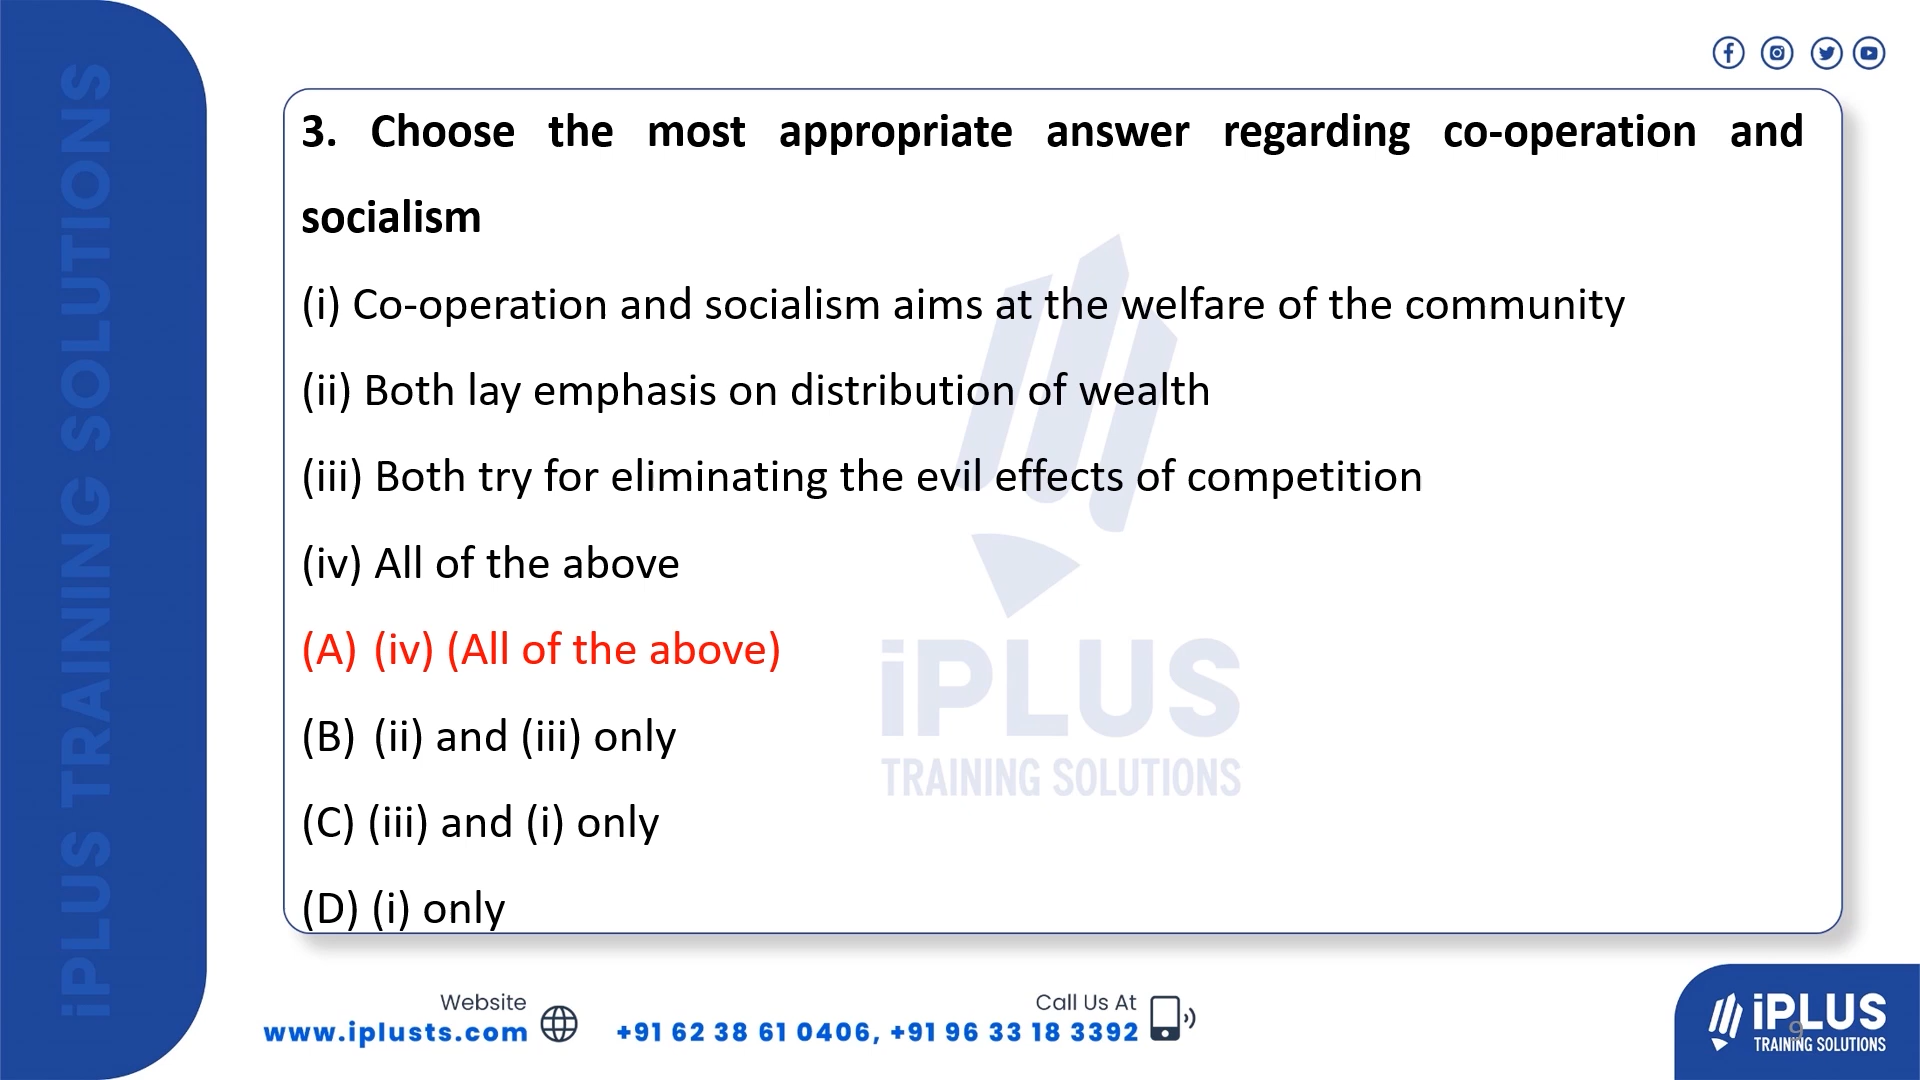 iPLUS TRAINING SOLUTIONS
3. Choose the most appropriate answer regarding co-operation and
socialism
(i) Co-operation and socialism aims at the welfare of the community
(ii) Both lay emphasis on distribution of wealth
(iii) Both try for eliminating the evil effects of competition
(iv) All of the above
(A) (iv) (All of the above)
(B) (ii) and (iii) only
(C) (iii) and (i) only
(D) (i) only
iPLUS
TRAINING SOLUTIONS
Website
www.iplusts.com
Call Us At
+91 62 38 61 0406, +91 96 33 18 3392
iPLUS
TRAINING SOLUTIONS
9